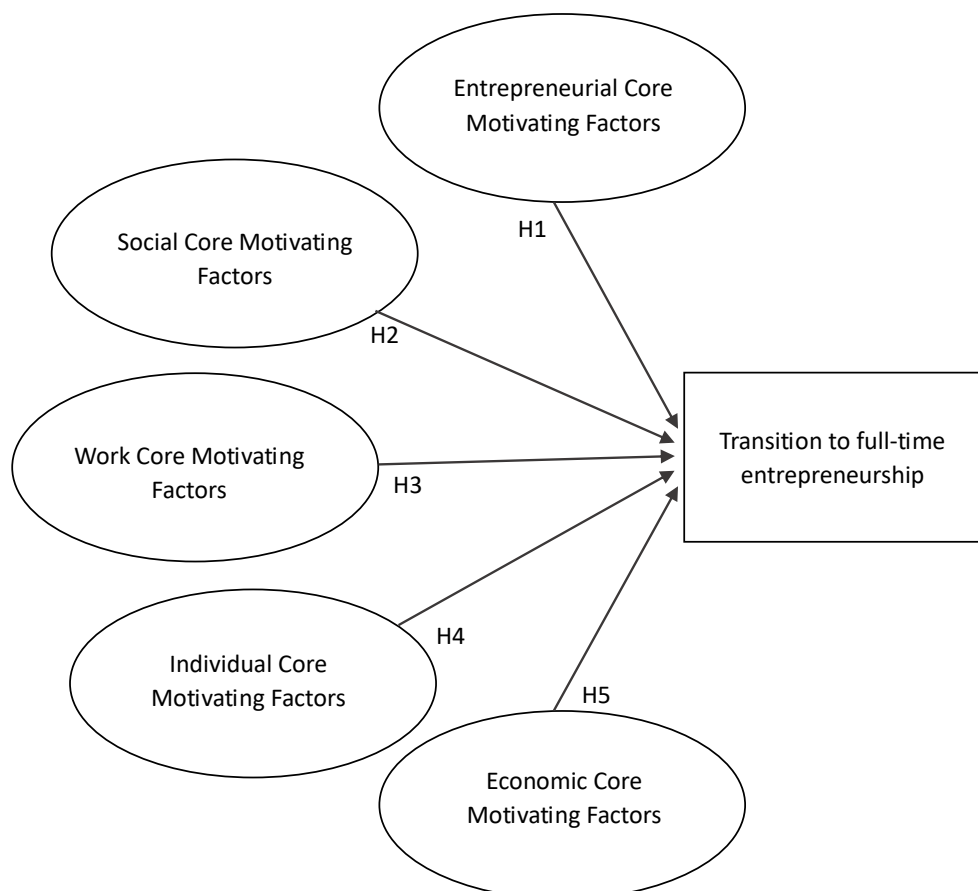 Entrepreneurial Core
Motivating Factors
H1
Social Core Motivating
Factors
H2
Work Core Motivating
Factors
H3
Transition to full-time
entrepreneurship
H4
Individual Core
Motivating Factors
H5
Economic Core
Motivating Factors